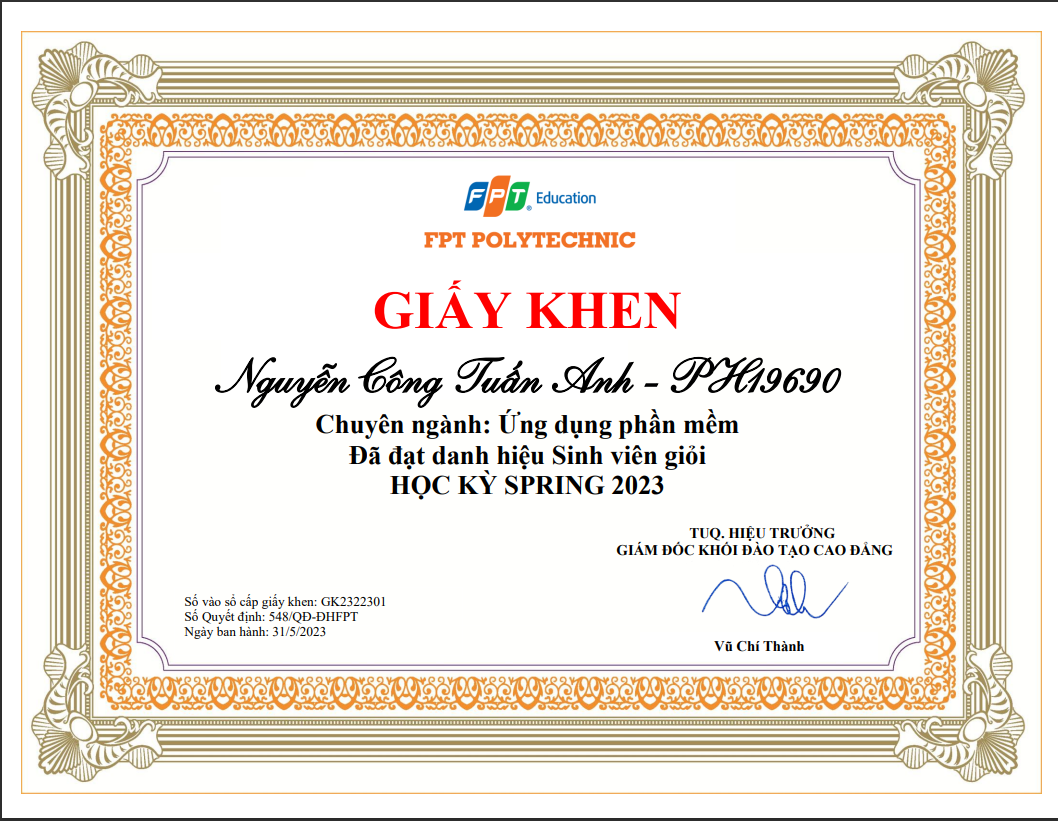 FPT Education
FPT POLYTECHNIC
GIẤY KHEN
Nguyễn Công Tuấn Anh - PH19690
Chuyên ngành: Ứng dụng phần mềm
Đã đạt danh hiệu Sinh viên giỏi
HỌC KỲ SPRING 2023
TUQ. HIỆU TRƯỞNG
GIÁM ĐỐC KHỐI ĐÀO TẠO CAO ĐẲNG
Số vào sổ cấp giấy khen: GK2322301
Số Quyết định: 548/QĐ-ĐHFPT
Ngày ban hành: 31/5/2023
Vũ Chí Thành